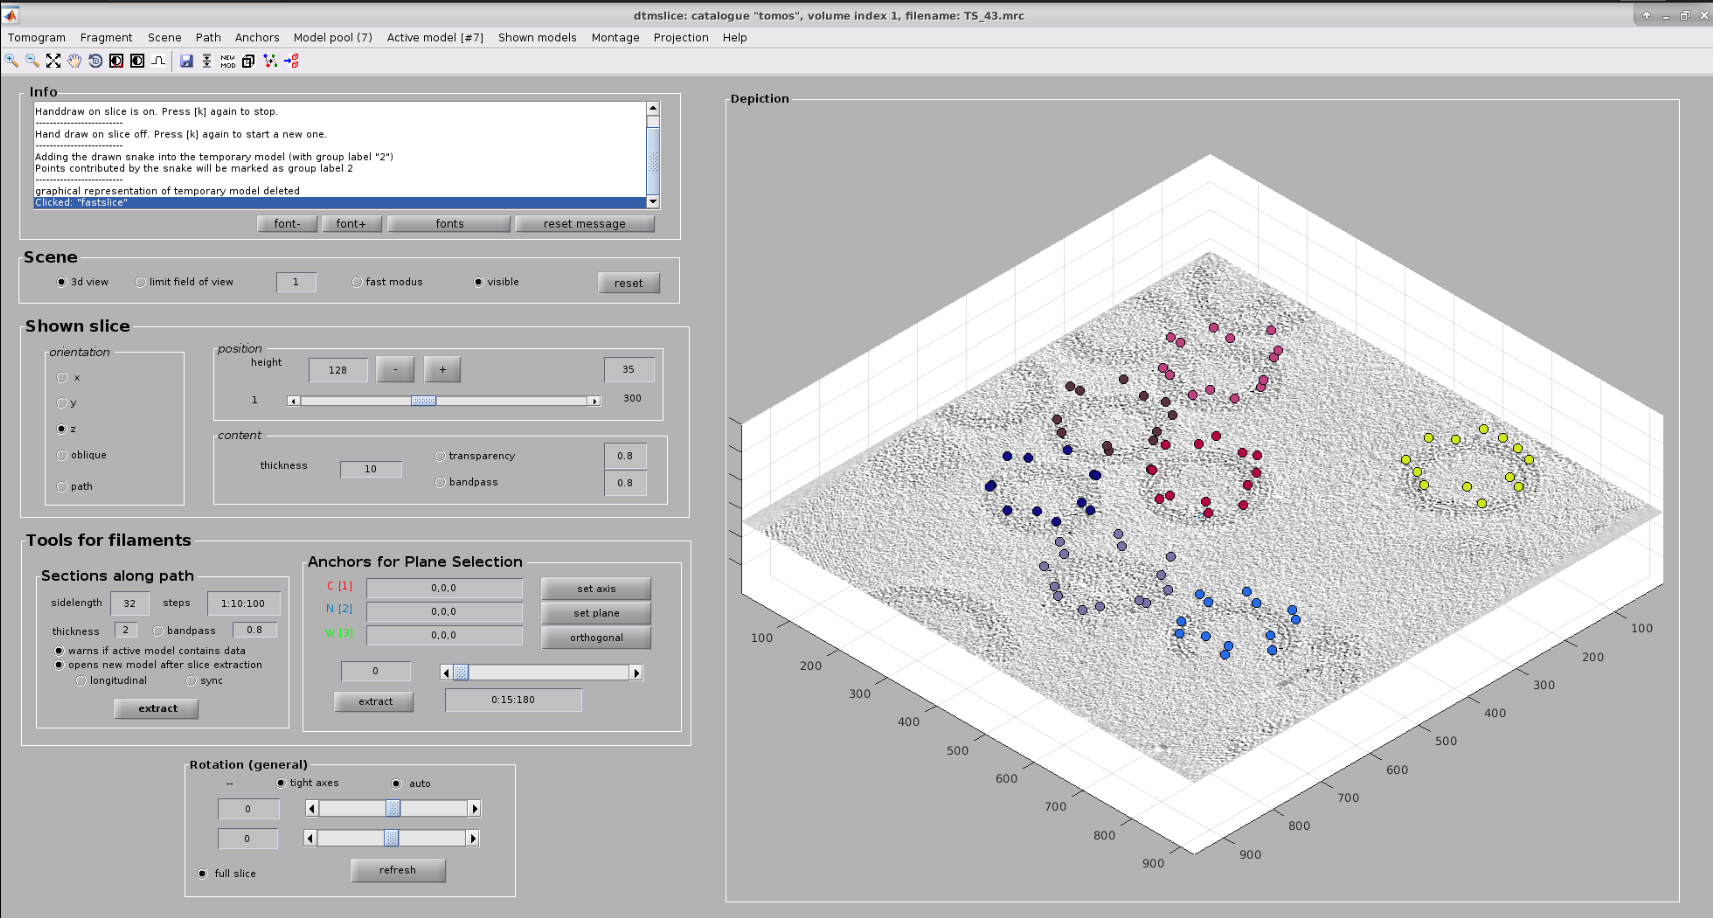 dtmslice: catalogue "tomos", volume index 1, filename: TS_43.mrc
Tomogram Fragment Scene Path Anchors Model pool (7) Active model [#7] Shown models Montage Projection Help
NEW
MOD
Info
Handdraw on slice is on. Press [k] again to stop.
-------------------------
Hand draw on slice off. Press [k] again to start a new one.
-------------------------
Adding the drawn snake into the temporary model (with group label "2")
Points contributed by the snake will be marked as group label 2
-------------------------
graphical representation of temporary model deleted
Clicked: "fastslice"
font- font+ fonts reset message
Scene
3d view limit field of view 1 fast modus visible reset
Shown slice
orientation
x
y
z
oblique
path
position
height 128 - + 35
1 300
content
thickness 10 transparency 0.8
bandpass 0.8
Tools for filaments
Sections along path
sidelength 32 steps 1:10:100
thickness 2 bandpass 0.8
warns if active model contains data
opens new model after slice extraction
longitudinal sync
extract
Anchors for Plane Selection
C [1] 0,0,0 set axis
N [2] 0,0,0 set plane
W [3] 0,0,0 orthogonal
0
extract 0:15:180
Rotation (general)
-- tight axes auto
0
0
full slice refresh
Depiction
100
200
300
400
500
600
700
800
900
100
200
300
400
500
600
700
800
900